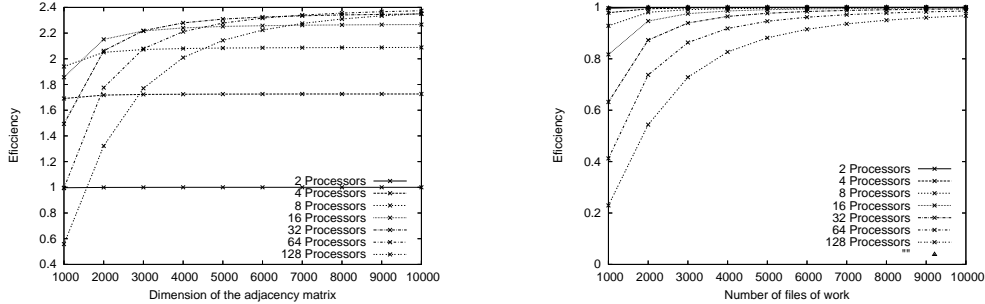 2.4
2.2
2
1.8
1.6
1.4
1.2
1
0.8
0.6
0.4
Eficciency
2 Processors
4 Processors
8 Processors
16 Processors
32 Processors
64 Processors
128 Processors
1000 2000 3000 4000 5000 6000 7000 8000 9000 10000
Dimension of the adjacency matrix
1
0.8
0.6
0.4
0.2
0
Eficciency
2 Processors
4 Processors
8 Processors
16 Processors
32 Processors
64 Processors
128 Processors
""
1000 2000 3000 4000 5000 6000 7000 8000 9000 10000
Number of files of work